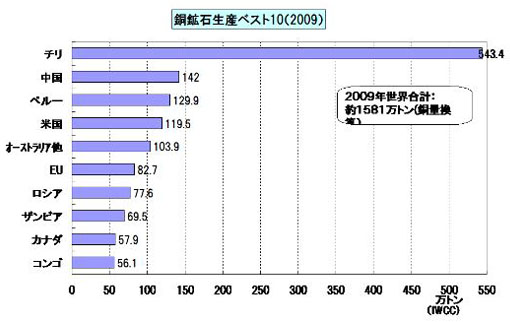 銅鉱石生産ベスト10(2009)
チリ 543.4
中国 142
ペルー 129.9
米国 119.5
オーストラリア他 103.9
EU 82.7
ロシア 77.6
ザンビア 69.5
カナダ 57.9
コンゴ 56.1
2009年世界合計:
約1581万トン(銅量換
算)
0 50 100 150 200 250 300 350 400 450 500 550
万トン
(IWCC)